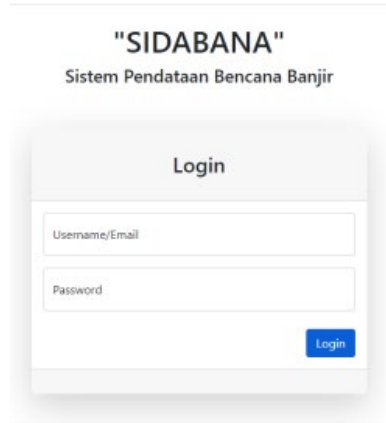 "SIDABANA"
Sistem Pendataan Bencana Banjir
Login
Username/Email
Password
Login